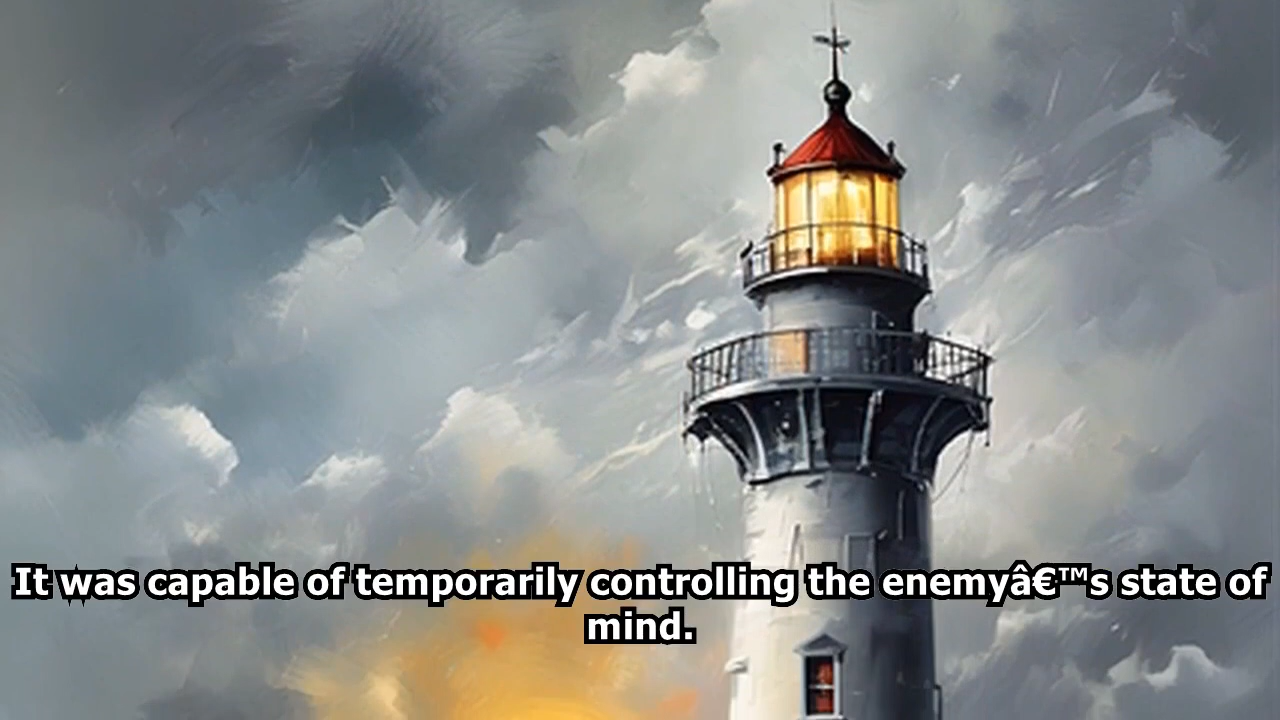 It was capable of temporarily controlling the enemyâ€™s state of
mind.